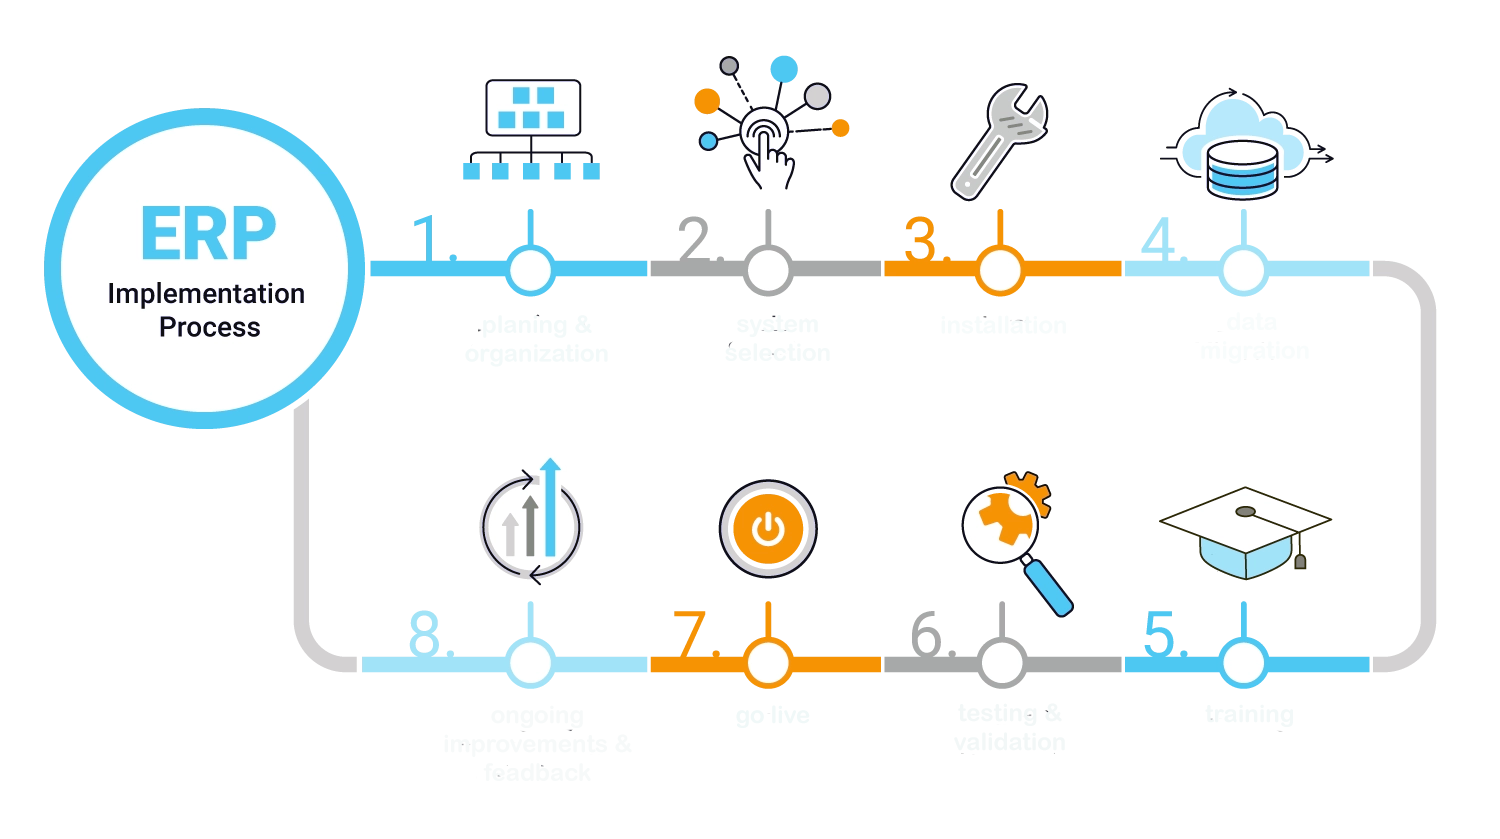 ERP
Implementation
Process
1.
planing &
organization
2.
system
selection
3.
installation
4.
data
migration
5.
training
6.
testing &
validation
7.
go live
8.
ongoing
improvements &
feadback